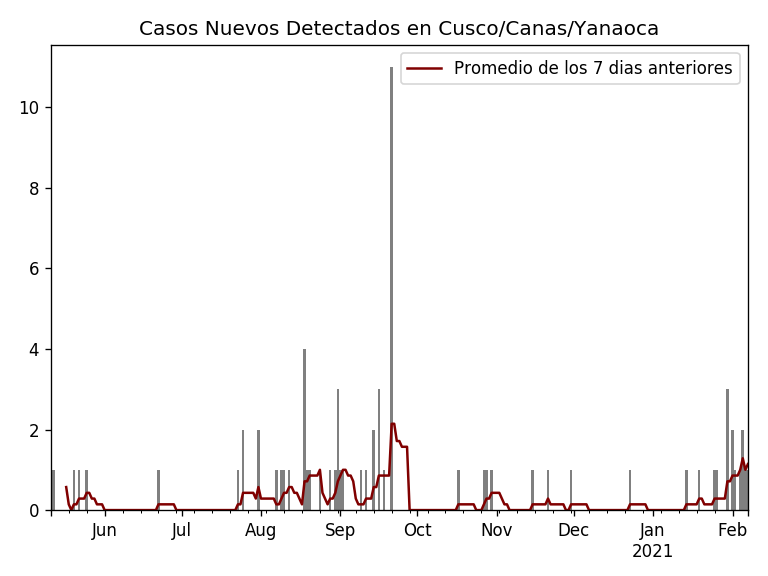 Casos Nuevos Detectados en Cusco/Canas/Yanaoca
Promedio de los 7 dias anteriores
10
8
6
4
2
0
Jun Jul Aug Sep Oct Nov Dec Jan Feb
2021